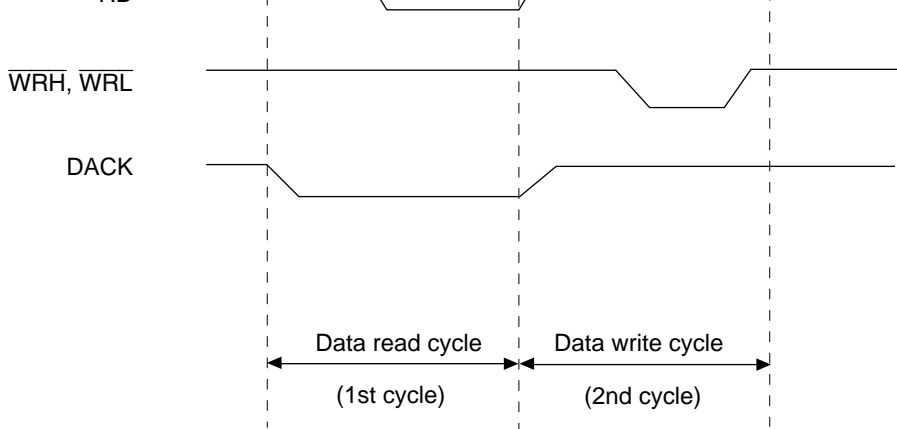 WRH, WRL
DACK
Data read cycle
(1st cycle)
Data write cycle
(2nd cycle)